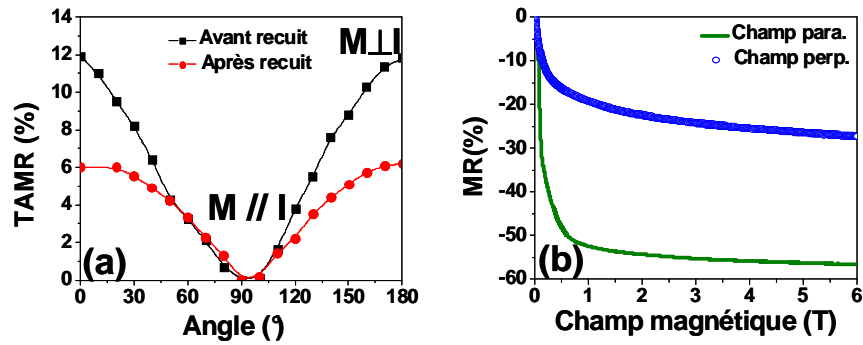 TAMR (%)
14
12
10
8
6
4
2
0
Avant recuit
Après recuit
M⊥I
M // I
(a)
0 30 60 90 120 150 180
Angle (°)
MR(%)
0
-10
-20
-30
-40
-50
-60
Champ para.
Champ perp.
(b)
0 1 2 3 4 5 6
Champ magnétique (T)